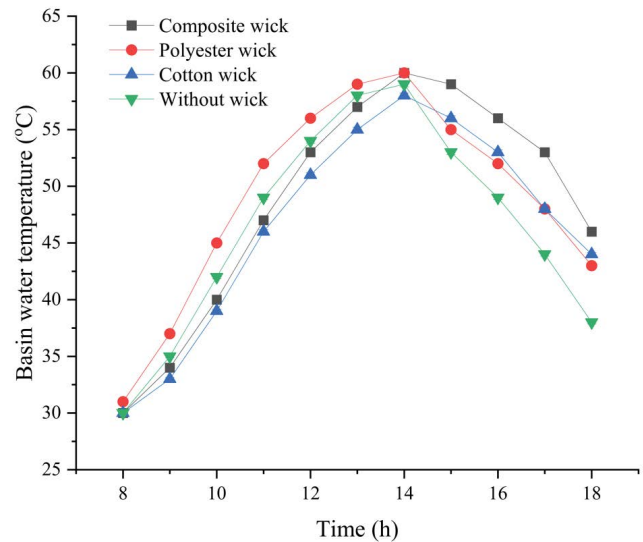 Composite wick
Polyester wick
Cotton wick
Without wick
65
60
55
50
45
40
35
30
25
Basin water temperature (°C)
8
10
12
14
16
18
Time (h)